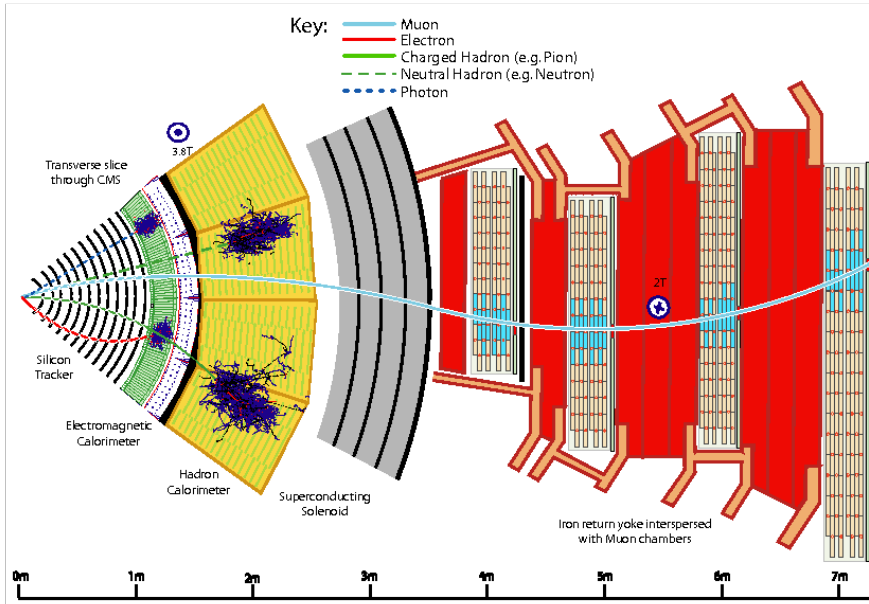 Key:
Muon
Electron
Charged Hadron (e.g. Pion)
Neutral Hadron (e.g. Neutron)
Photon
3.8T
Transverse slice
through CMS
2T
Silicon
Tracker
Electromagnetic
Calorimeter
Hadron
Calorimeter
Superconducting
Solenoid
Iron return yoke interspersed
with Muon chambers
0m
1m
2m
3m
4m
5m
6m
7m